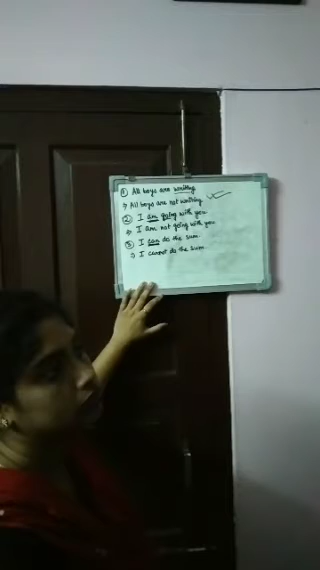 ① All boys are writing
⇒ All boys are not writing.
② I am going with you
⇒ I am not going with you
③ I can do the sum.
⇒ I cannot do the sum